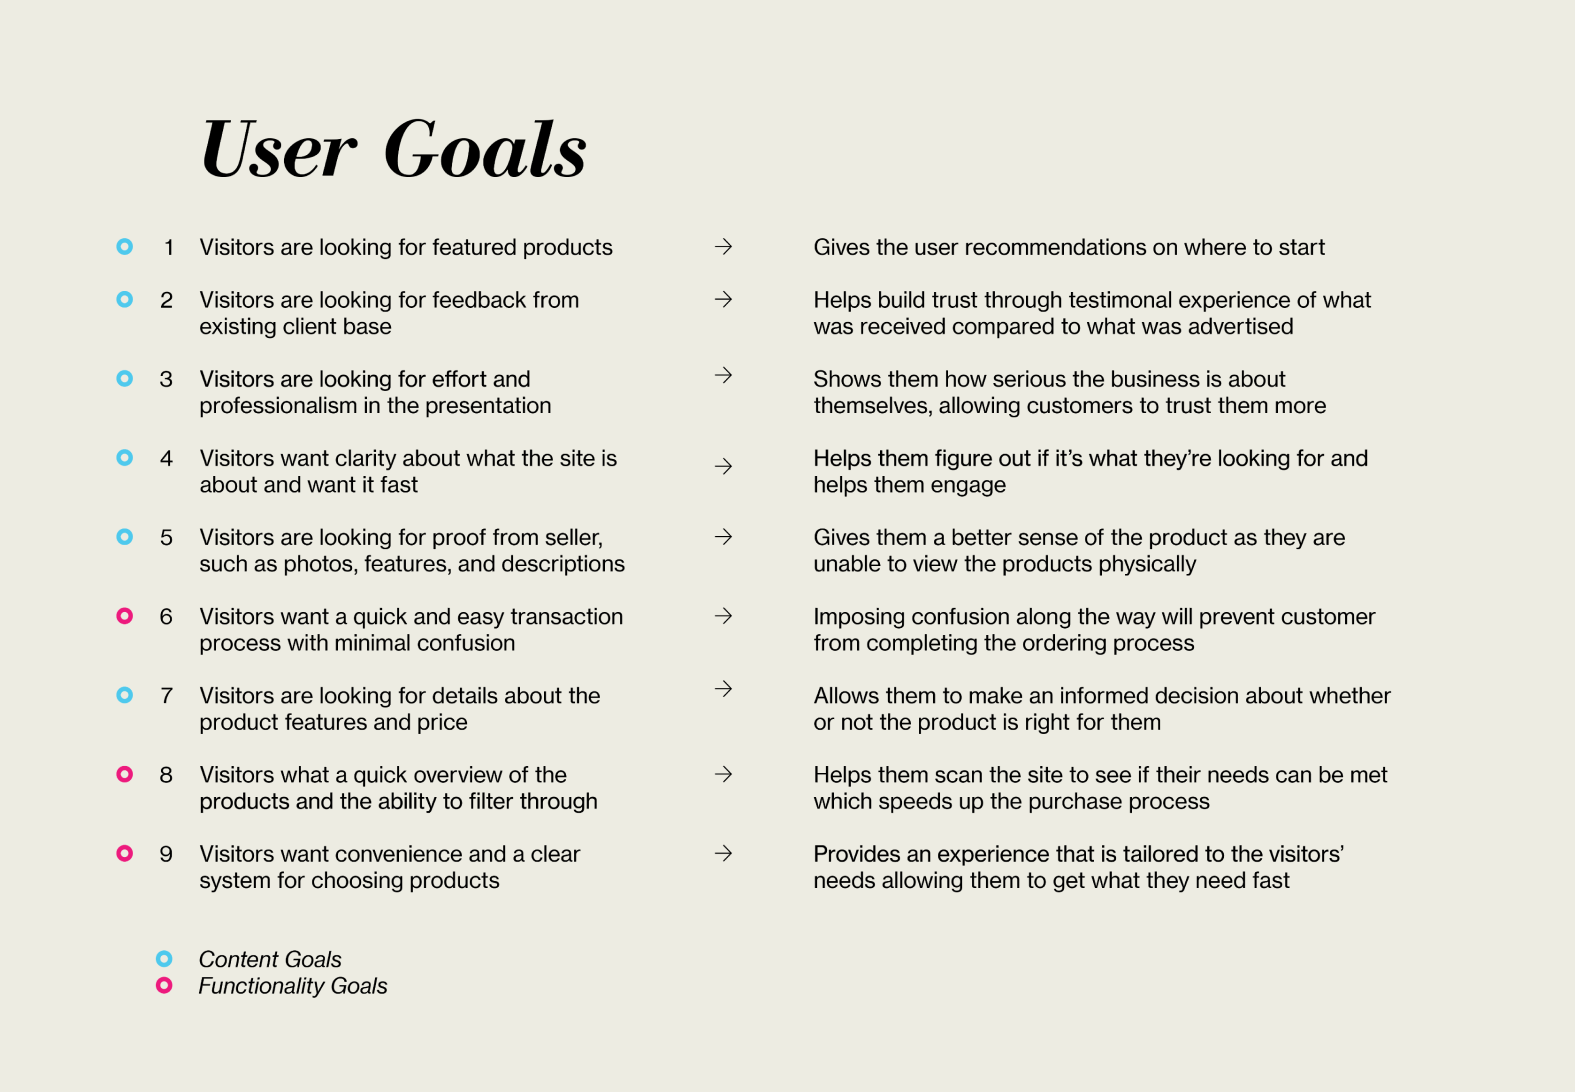 User Goals
1 Visitors are looking for featured products → Gives the user recommendations on where to start
2 Visitors are looking for feedback from → Helps build trust through testimonal experience of what
existing client base was received compared to what was advertised
3 Visitors are looking for effort and → Shows them how serious the business is about
professionalism in the presentation themselves, allowing customers to trust them more
4 Visitors want clarity about what the site is → Helps them figure out if it’s what they’re looking for and
about and want it fast helps them engage
5 Visitors are looking for proof from seller, → Gives them a better sense of the product as they are
such as photos, features, and descriptions unable to view the products physically
6 Visitors want a quick and easy transaction → Imposing confusion along the way will prevent customer
process with minimal confusion from completing the ordering process
7 Visitors are looking for details about the → Allows them to make an informed decision about whether
product features and price or not the product is right for them
8 Visitors what a quick overview of the → Helps them scan the site to see if their needs can be met
products and the ability to filter through which speeds up the purchase process
9 Visitors want convenience and a clear → Provides an experience that is tailored to the visitors’
system for choosing products needs allowing them to get what they need fast
Content Goals
Functionality Goals